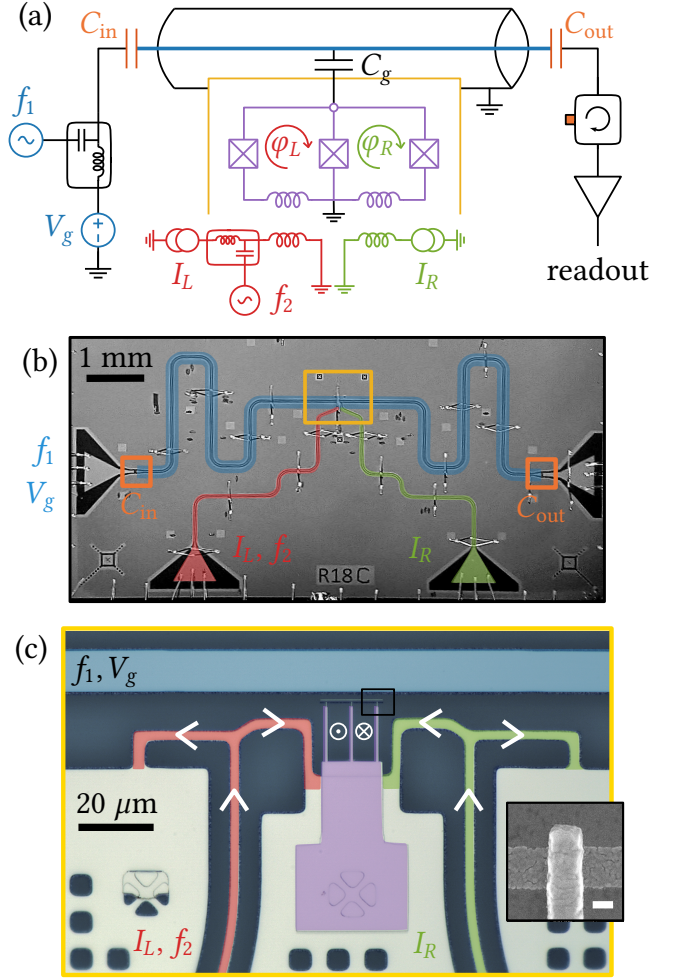 (a)
C_in
C_out
C_g
f_1
φ_L
φ_R
V_g
I_L
f_2
I_R
readout
(b)
1 mm
f_1
V_g
C_in
C_out
I_L, f_2
I_R
R18C
(c)
f_1, V_g
20 μm
I_L, f_2
I_R